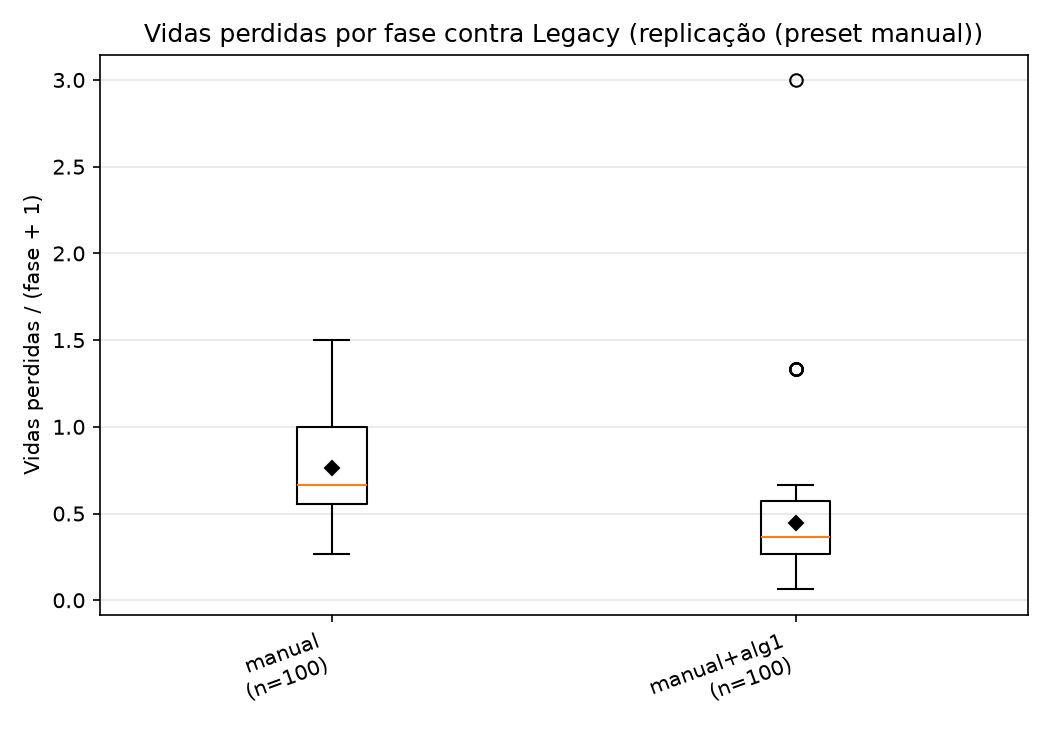 Vidas perdidas por fase contra Legacy (replicação (preset manual))
Vidas perdidas / (fase + 1)
3.0
2.5
2.0
1.5
1.0
0.5
0.0
manual
(n=100)
manual+alg1
(n=100)